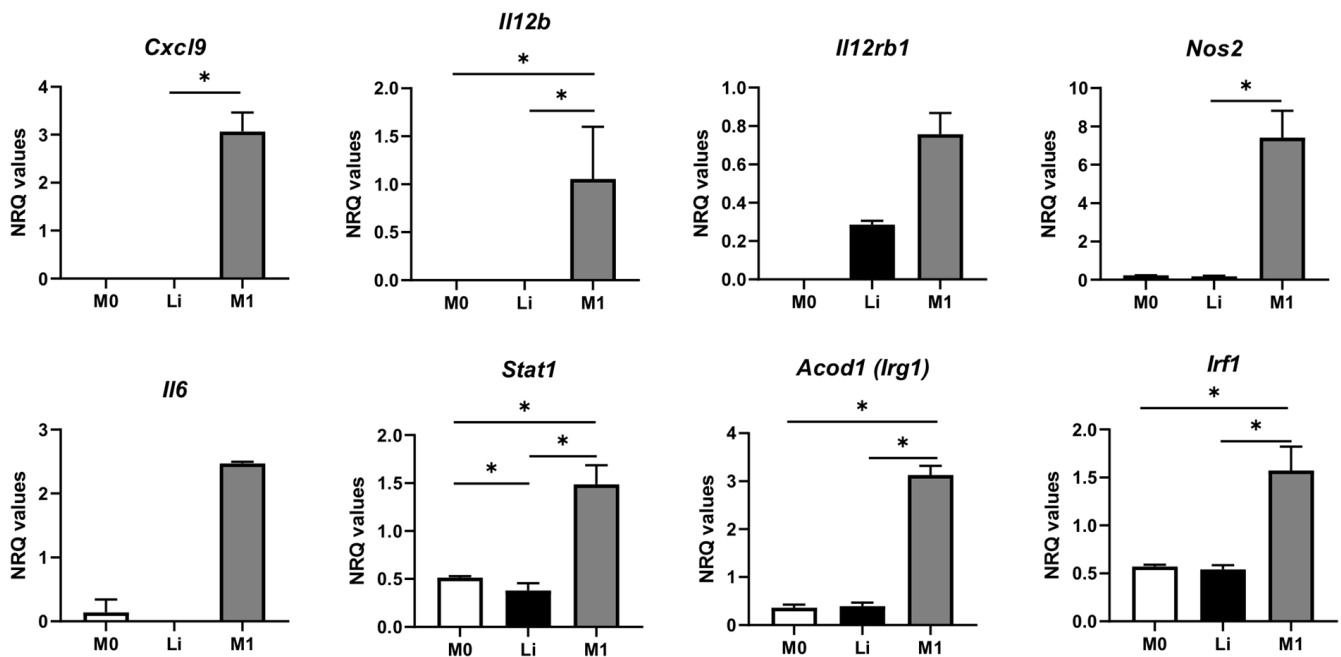 Cxcl9
*
NRQ values
4
3
2
1
0
M0 Li M1
Il12b
*
*
NRQ values
2.0
1.5
1.0
0.5
0.0
M0 Li M1
Il12rb1
NRQ values
1.0
0.8
0.6
0.4
0.2
0.0
M0 Li M1
Nos2
*
NRQ values
10
8
6
4
2
0
M0 Li M1
Il6
NRQ values
3
2
1
0
M0 Li M1
Stat1
*
*
*
NRQ values
2.0
1.5
1.0
0.5
0.0
M0 Li M1
Acod1 (Irg1)
*
*
NRQ values
4
3
2
1
0
M0 Li M1
Irf1
*
*
NRQ values
2.0
1.5
1.0
0.5
0.0
M0 Li M1